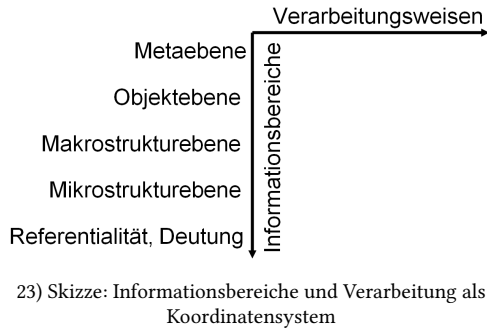 Verarbeitungsweisen
Metaebene
Objektebene
Makrostrukturebene
Mikrostrukturebene
Referentialität, Deutung
Informationsbereiche
23) Skizze: Informationsbereiche und Verarbeitung als
Koordinatensystem